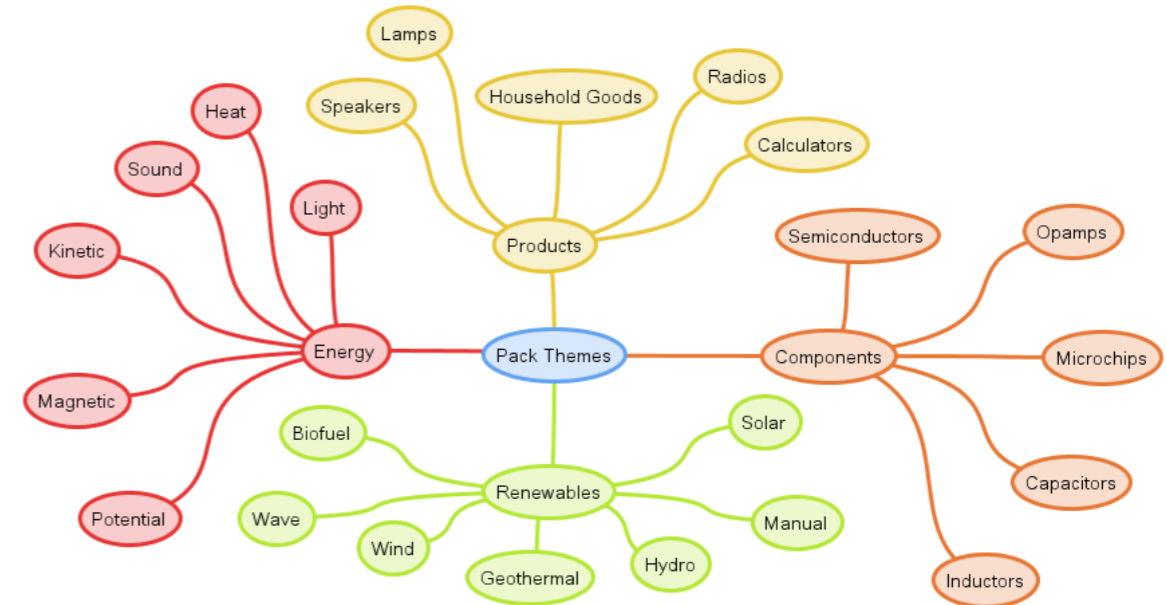 Lamps
Radios
Household Goods
Speakers
Heat
Calculators
Sound
Light
Opamps
Semiconductors
Products
Kinetic
Energy
Pack Themes
Components
Microchips
Magnetic
Solar
Biofuel
Capacitors
Renewables
Potential
Wave
Manual
Wind
Hydro
Geothermal
Inductors